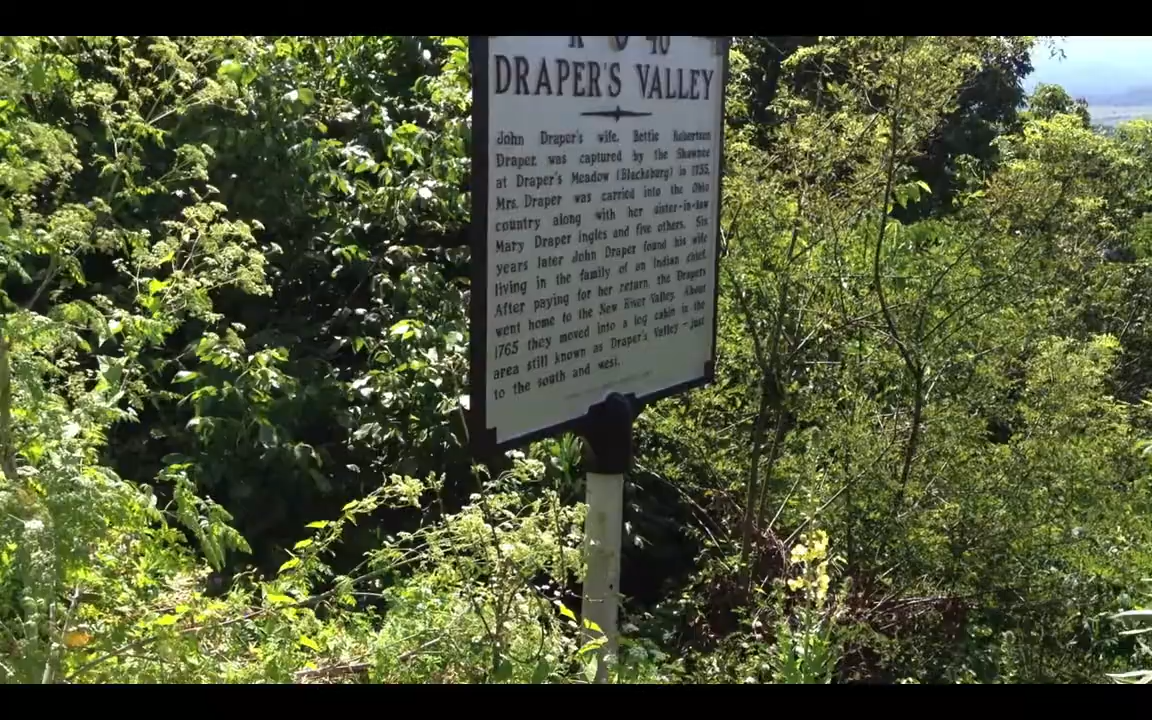 DRAPER'S VALLEY
John Draper's wife, Bettie Robertson
Draper, was captured by the Shawnee
at Draper's Meadow (Blacksburg) in 1755.
Mrs. Draper was carried into the Ohio
country along with her sister-in-law
Mary Draper Ingles and five others. Six
years later John Draper found his wife
living in the family of an Indian chief.
After paying for her return, the Drapers
went home to the New River Valley. About
1765 they moved into a log cabin in the
area still known as Draper's Valley – just
to the south and west.